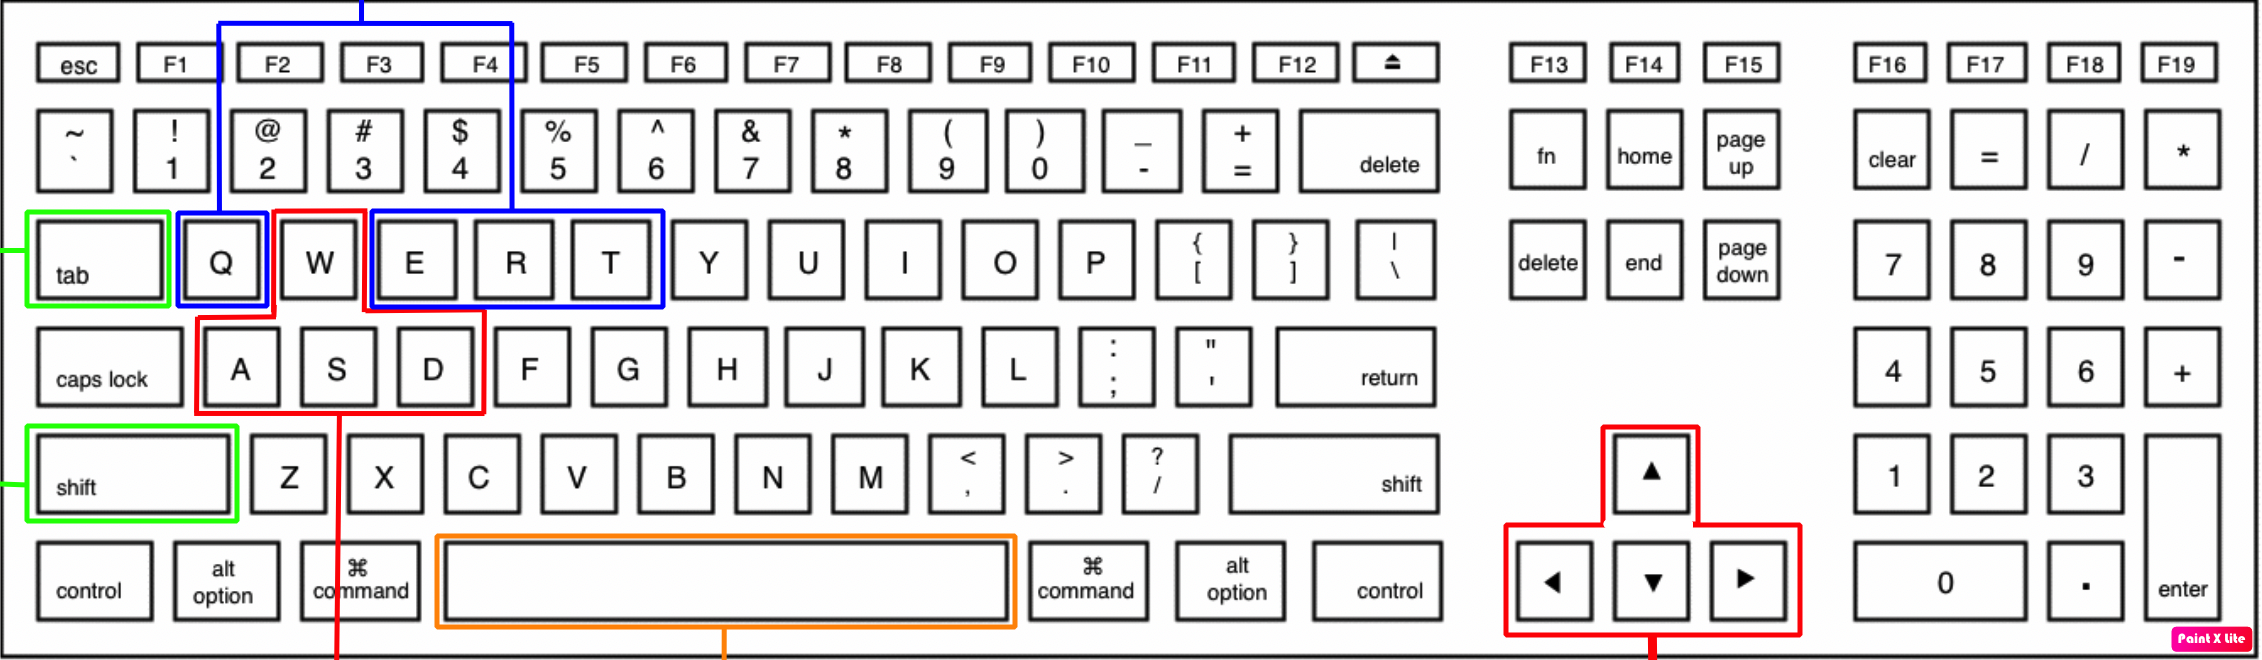 esc F1 F2 F3 F4 F5 F6 F7 F8 F9 F10 F11 F12 ⏏ F13 F14 F15 F16 F17 F18 F19
~ ! @ # $ % ^ & * ( ) _ +
` 1 2 3 4 5 6 7 8 9 0 - = delete fn home page up clear = / *
tab Q W E R T Y U I O P { [ } ] | \ delete end page down 7 8 9 -
caps lock A S D F G H J K L : ; " ' return 4 5 6 +
shift Z X C V B N M < , > . ? / shift ▲ 1 2 3
control alt option ⌘ command ⌘ command alt option control ◀ ▼ ▶ 0 . enter
Paint X Lite